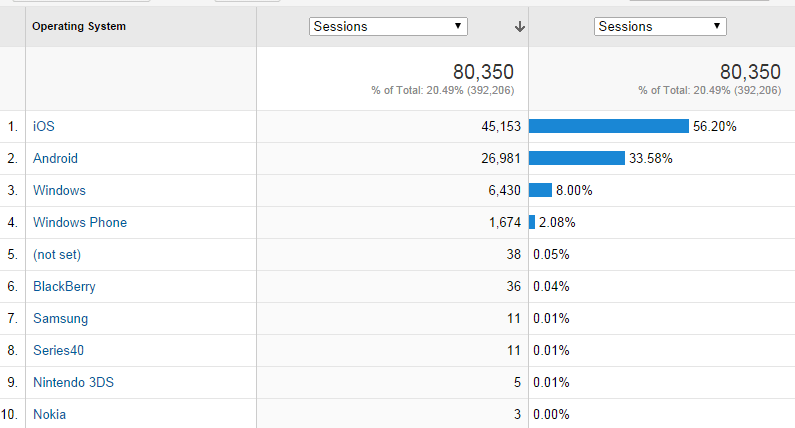 Operating System Sessions Sessions
80,350 80,350
% of Total: 20.49% (392,206) % of Total: 20.49% (392,206)
1. iOS 45,153 56.20%
2. Android 26,981 33.58%
3. Windows 6,430 8.00%
4. Windows Phone 1,674 2.08%
5. (not set) 38 0.05%
6. BlackBerry 36 0.04%
7. Samsung 11 0.01%
8. Series40 11 0.01%
9. Nintendo 3DS 5 0.01%
10. Nokia 3 0.00%